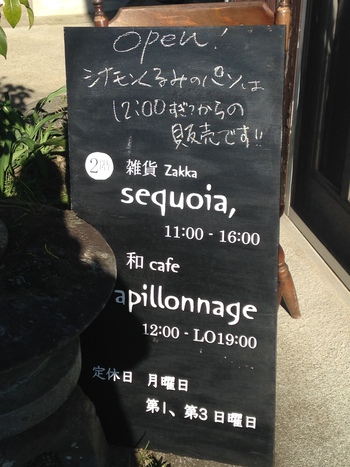 open!
シナモンくるみのパンは
12:00すぎからの
販売です!!
2階 雑貨 Zakka
sequoia,
11:00 - 16:00
和 cafe
apillonnage
12:00 - LO19:00
定休日 月曜日
第1、第3日曜日